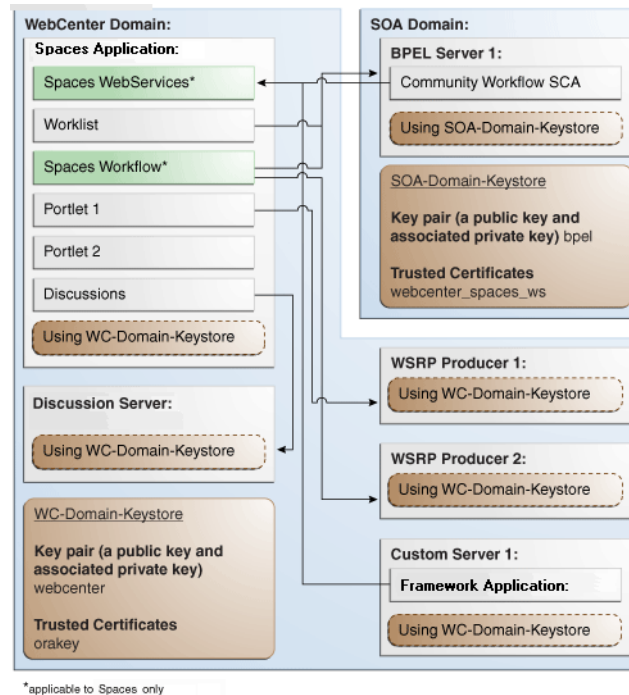 WebCenter Domain:
Spaces Application:
Spaces WebServices*
Worklist
Spaces Workflow*
Portlet 1
Portlet 2
Discussions
Using WC-Domain-Keystore
Discussion Server:
Using WC-Domain-Keystore
WC-Domain-Keystore
Key pair (a public key and
associated private key)
webcenter
Trusted Certificates
orakey
SOA Domain:
BPEL Server 1:
Community Workflow SCA
Using SOA-Domain-Keystore
SOA-Domain-Keystore
Key pair (a public key and
associated private key) bpel
Trusted Certificates
webcenter_spaces_ws
WSRP Producer 1:
Using WC-Domain-Keystore
WSRP Producer 2:
Using WC-Domain-Keystore
Custom Server 1:
Framework Application:
Using WC-Domain-Keystore
*applicable to Spaces only